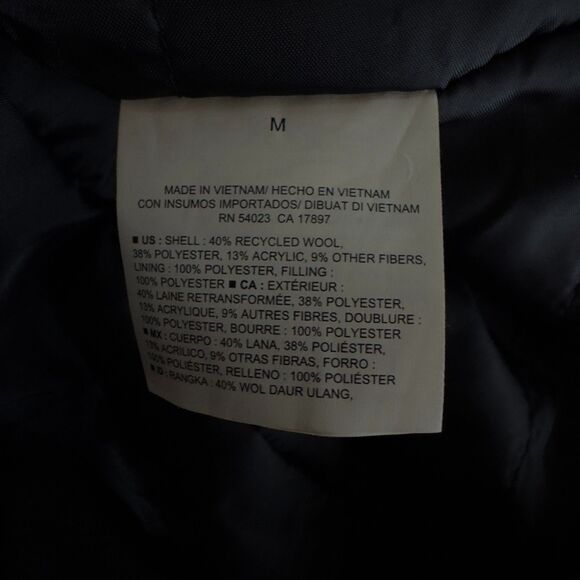 M
MADE IN VIETNAM/ HECHO EN VIETNAM
CON INSUMOS IMPORTADOS/ DIBUAT DI VIETNAM
RN 54023 CA 17897
■ US : SHELL : 40% RECYCLED WOOL,
38% POLYESTER, 13% ACRYLIC, 9% OTHER FIBERS,
LINING : 100% POLYESTER, FILLING :
100% POLYESTER ■ CA : EXTÉRIEUR :
40% LAINE RETRANSFORMÉE, 38% POLYESTER,
13% ACRYLIQUE, 9% AUTRES FIBRES, DOUBLURE :
100% POLYESTER, BOURRE : 100% POLYESTER
■ MX : CUERPO : 40% LANA, 38% POLIÉSTER,
13% ACRILICO, 9% OTRAS FIBRAS, FORRO :
100% POLIÉSTER, RELLENO : 100% POLIÉSTER
■ ID : RANGKA : 40% WOL DAUR ULANG,